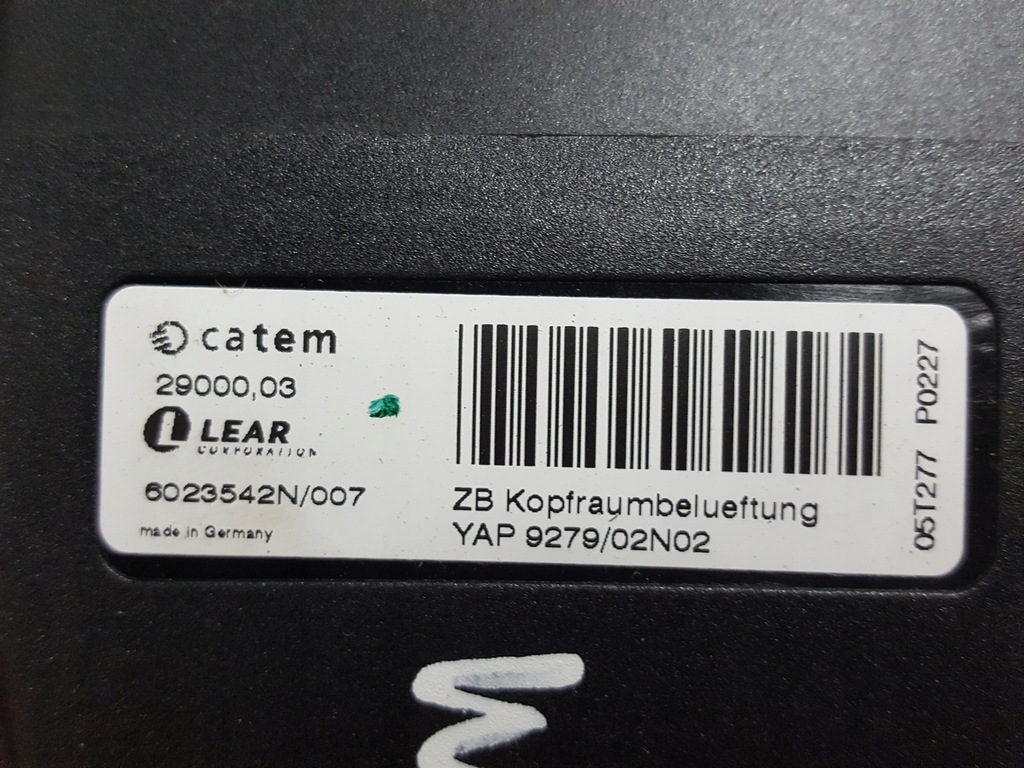 catem
29000,03
LEAR
CORPORATION
6023542N/007
made in Germany
ZB Kopfraumbelueftung
YAP 9279/02N02
05T277 P0227